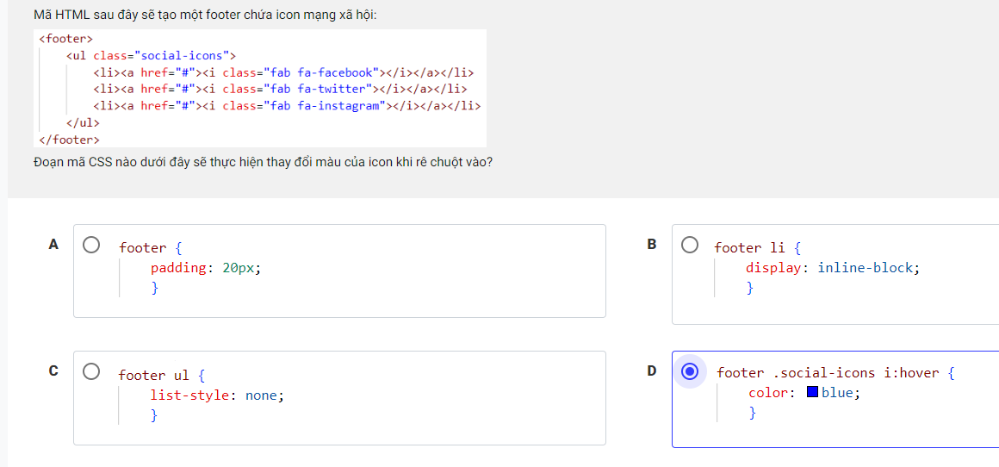 Mã HTML sau đây sẽ tạo một footer chứa icon mạng xã hội:
<footer>
<ul class="social-icons">
<li><a href="#"><i class="fab fa-facebook"></i></a></li>
<li><a href="#"><i class="fab fa-twitter"></i></a></li>
<li><a href="#"><i class="fab fa-instagram"></i></a></li>
</ul>
</footer>
Đoạn mã CSS nào dưới đây sẽ thực hiện thay đổi màu của icon khi rê chuột vào?
A
footer {
padding: 20px;
}
B
footer li {
display: inline-block;
}
C
footer ul {
list-style: none;
}
D
footer .social-icons i:hover {
color: blue;
}